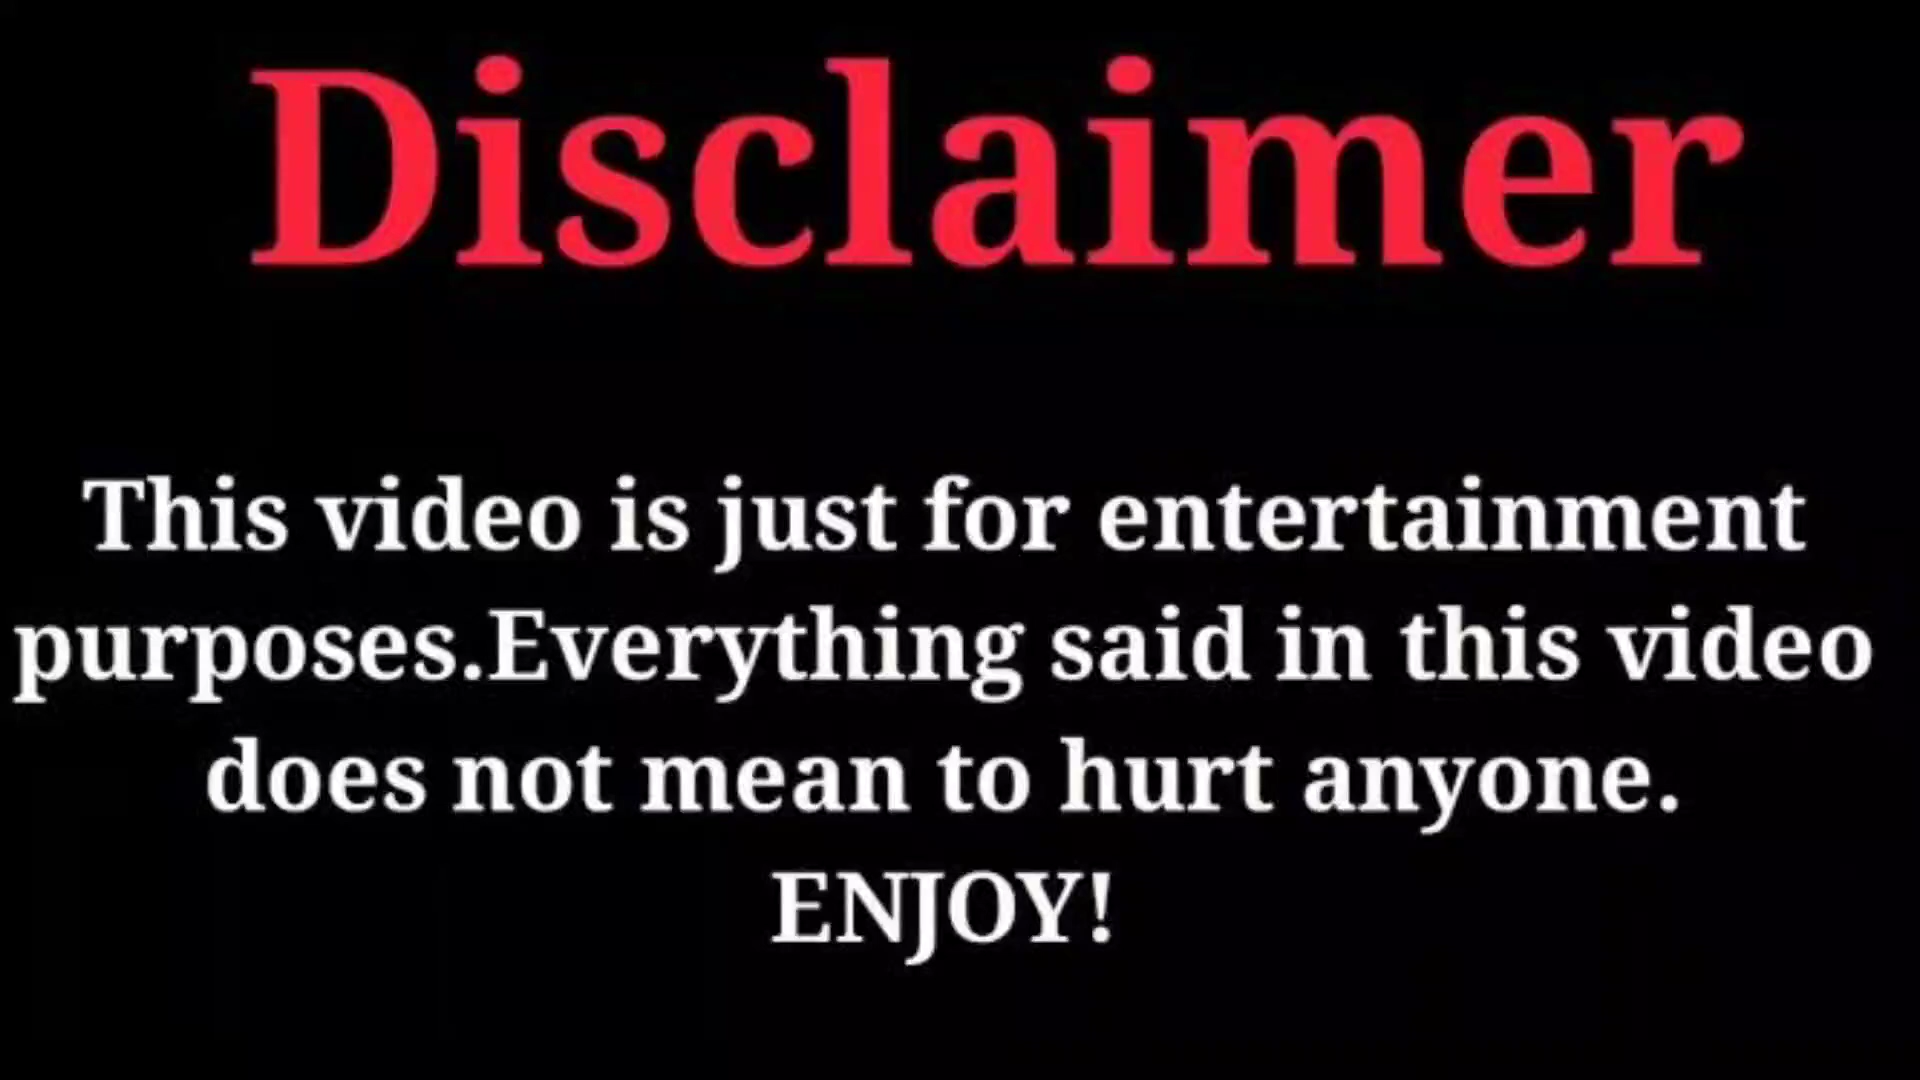 Disclaimer
This video is just for entertainment
purposes.Everything said in this video
does not mean to hurt anyone.
ENJOY!